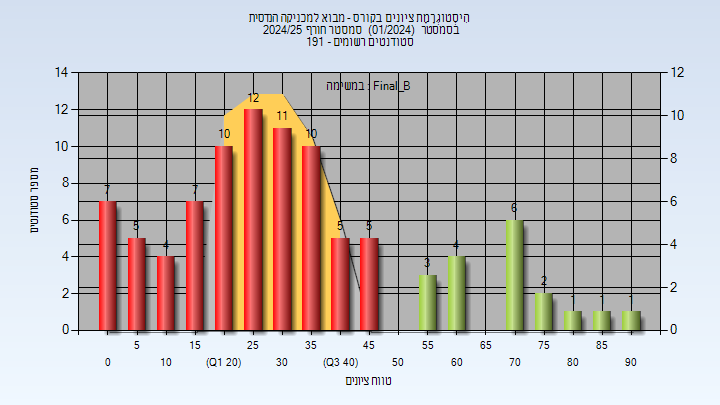 היסטוגרמת ציונים בקורס - מבוא למכניקה הנדסית
בסמסטר (01/2024) סמסטר חורף 2024/25
סטודנטים רשומים - 191
במשימה : Final_B
מספר סטודנטים
14 12 10 8 6 4 2 0
12 10 8 6 4 2 0
7 5 4 7 10 12 11 10 5 5 3 4 6 2 1 1 1
5 15 25 35 45 55 65 75 85
0 10 (Q1 20) 30 (Q3 40) 50 60 70 80 90
טווח ציונים